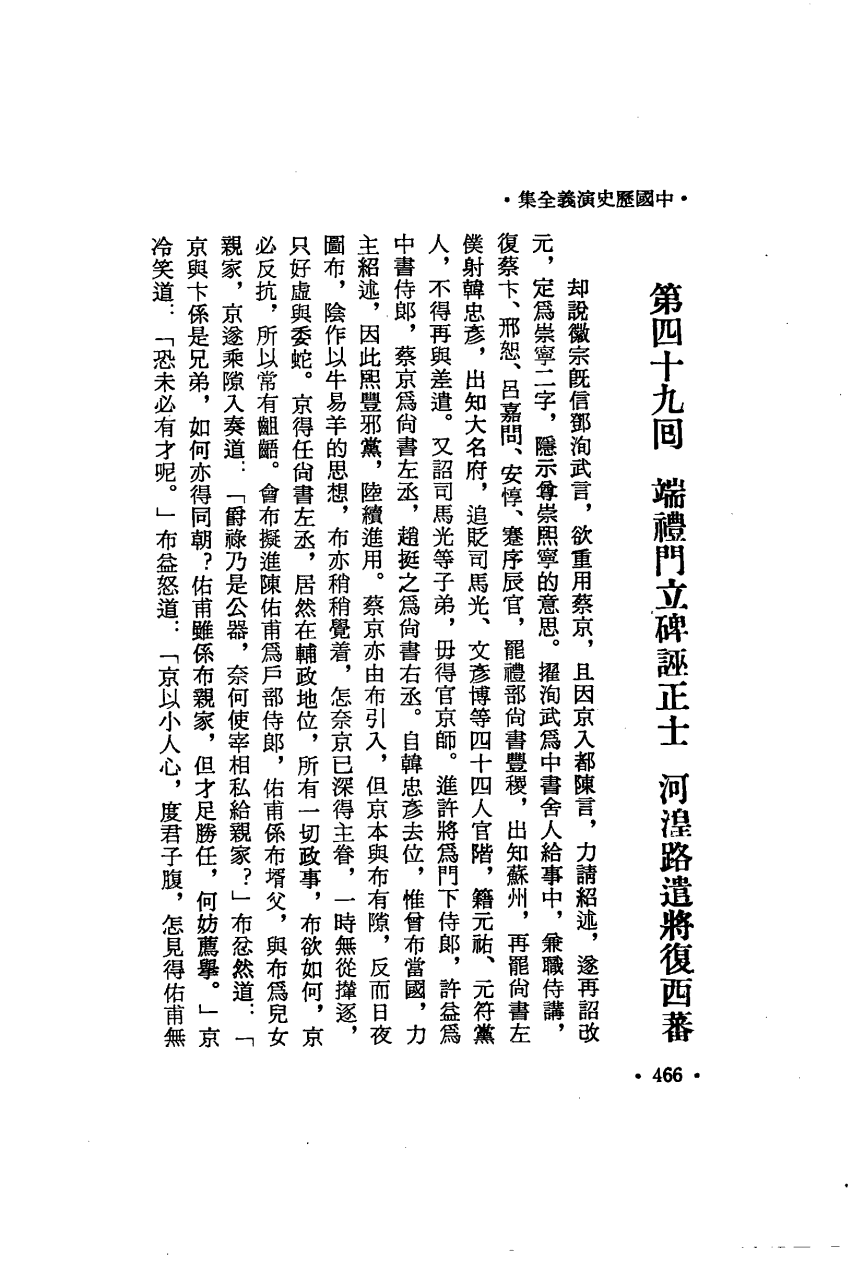 ·中國歷史演義全集·
第四十九回　端禮門立碑誣正士　河湟路遣將復西蕃
却說徽宗既信鄧洵武言，欲重用蔡京，且因京入都陳言，力請紹述，遂再詔改
元，定爲崇寧二字，隱示尊崇熙寧的意思。擢洵武爲中書舍人給事中，兼職侍講，
復蔡卞、邢恕、呂嘉問、安惇、蹇序辰官，罷禮部尚書豐稷，出知蘇州，再罷尚書左
僕射韓忠彥，出知大名府，追貶司馬光、文彥博等四十四人官階，籍元祐、元符黨
人，不得再與差遣。又詔司馬光等子弟，毋得官京師。進許將爲門下侍郎，許益爲
中書侍郎，蔡京爲尚書左丞，趙挺之爲尚書右丞。自韓忠彥去位，惟曾布當國，力
主紹述，因此熙豐邪黨，陸續進用。蔡京亦由布引入，但京本與布有隙，反而日夜
圖布，陰作以牛易羊的思想，布亦稍稍覺着，怎奈京已深得主眷，一時無從攆逐，
只好虛與委蛇。京得任尚書左丞，居然在輔政地位，所有一切政事，布欲如何，京
必反抗，所以常有齟齬。會布擬進陳佑甫爲戶部侍郎，佑甫係布壻父，與布爲兒女
親家，京遂乘隙入奏道：「爵祿乃是公器，奈何使宰相私給親家？」布忿然道：「
京與卞係是兄弟，如何亦得同朝？佑甫雖係布親家，但才足勝任，何妨薦舉。」京
冷笑道：「恐未必有才呢。」布益怒道：「京以小人心，度君子腹，怎見得佑甫無
·466·